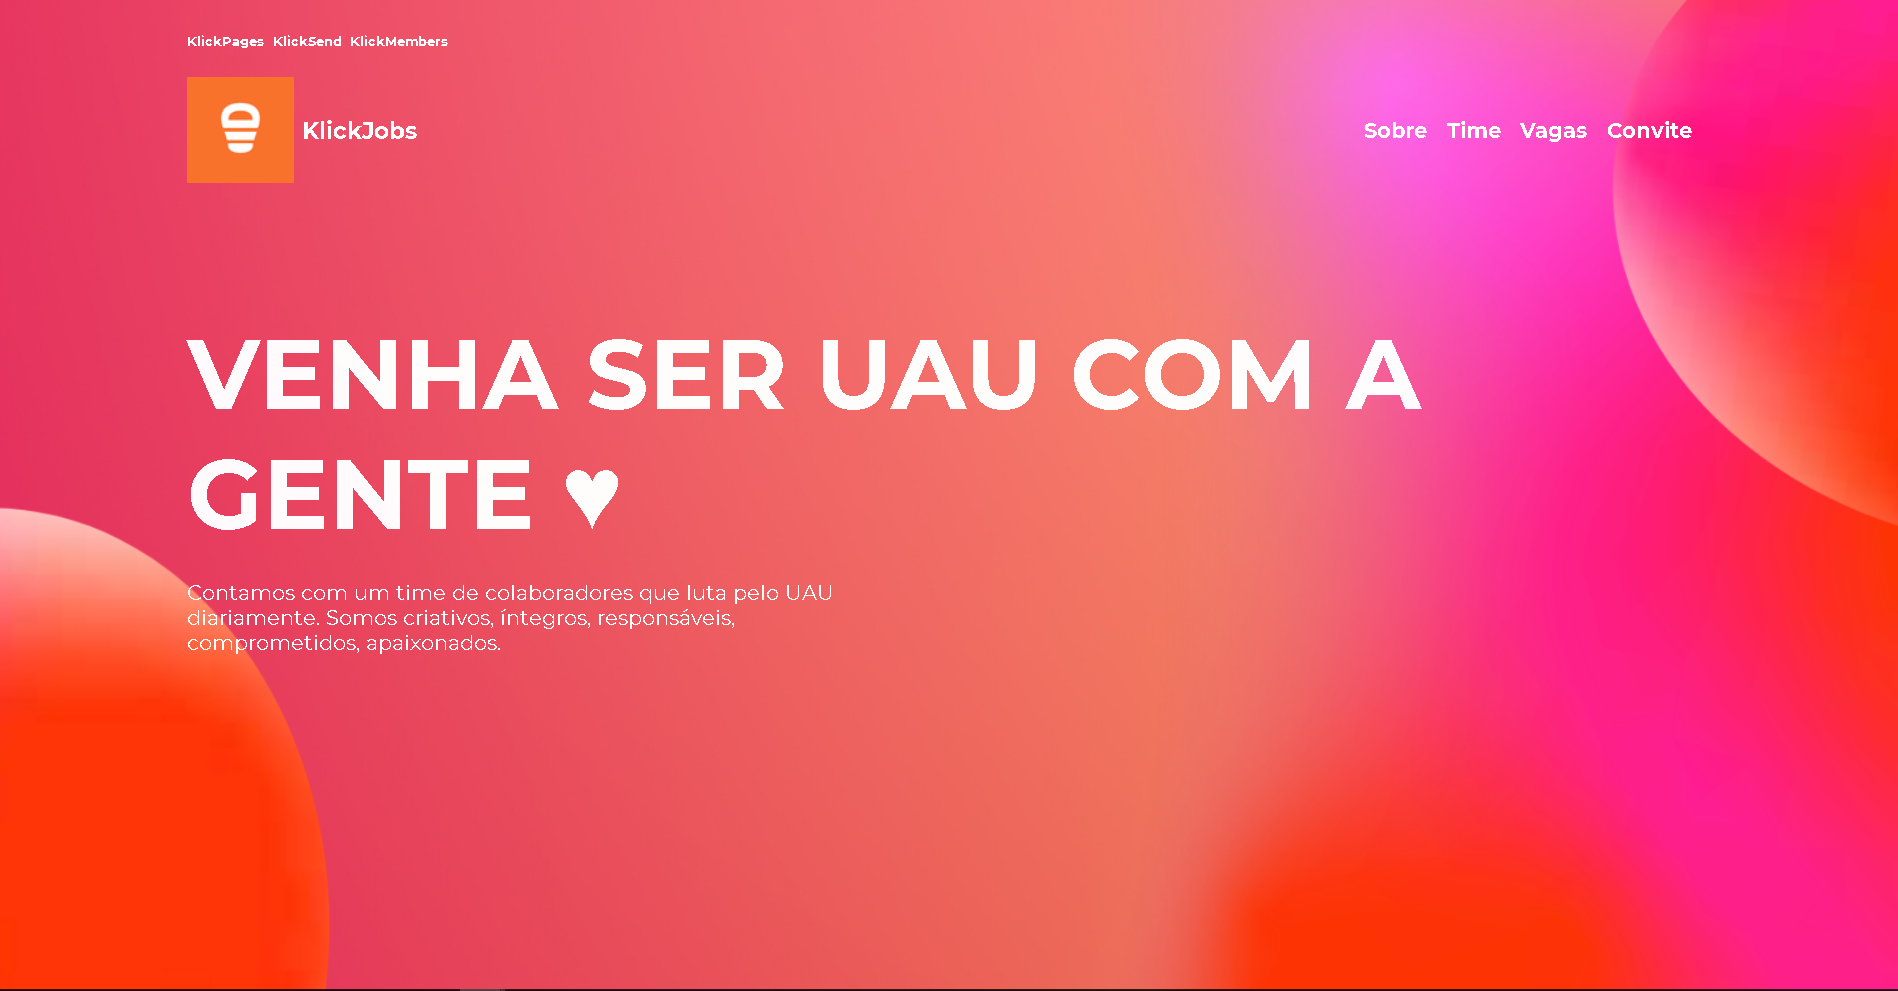 KlickPages KlickSend KlickMembers
KlickJobs
Sobre Time Vagas Convite
VENHA SER UAU COM A
GENTE ♥
Contamos com um time de colaboradores que luta pelo UAU
diariamente. Somos criativos, íntegros, responsáveis,
comprometidos, apaixonados.